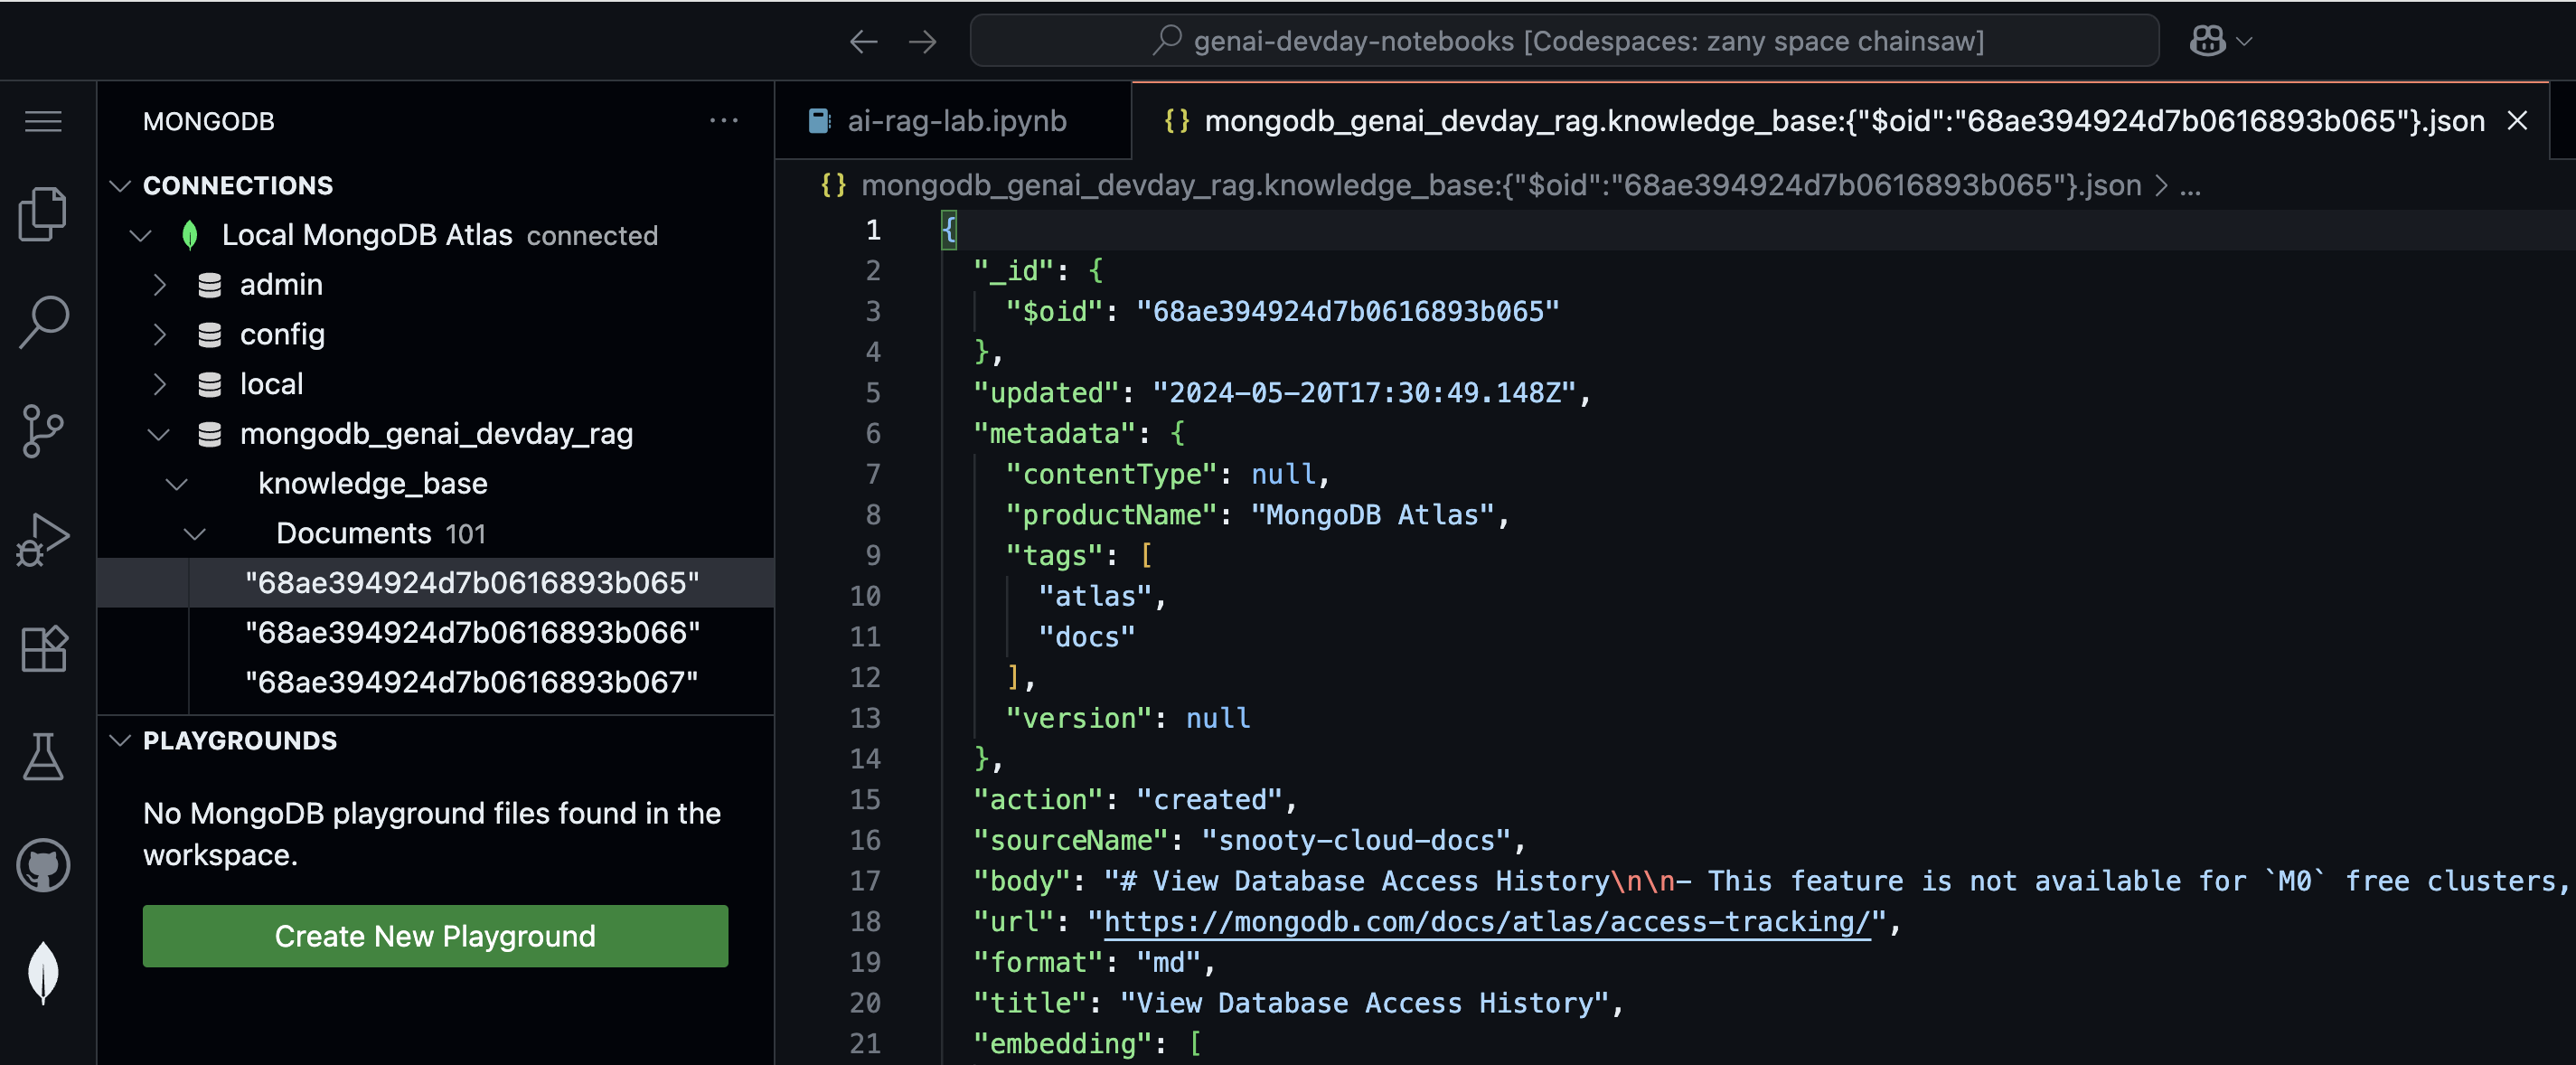 genai-devday-notebooks [Codespaces: zany space chainsaw]
MONGODB
CONNECTIONS
Local MongoDB Atlas connected
admin
config
local
mongodb_genai_devday_rag
knowledge_base
Documents 101
"68ae394924d7b0616893b065"
"68ae394924d7b0616893b066"
"68ae394924d7b0616893b067"
PLAYGROUNDS
No MongoDB playground files found in the
workspace.
Create New Playground
ai-rag-lab.ipynb
{} mongodb_genai_devday_rag.knowledge_base:{"$oid":"68ae394924d7b0616893b065"}.json
{} mongodb_genai_devday_rag.knowledge_base:{"$oid":"68ae394924d7b0616893b065"}.json > ...
1 {
2 "_id": {
3 "$oid": "68ae394924d7b0616893b065"
4 },
5 "updated": "2024-05-20T17:30:49.148Z",
6 "metadata": {
7 "contentType": null,
8 "productName": "MongoDB Atlas",
9 "tags": [
10 "atlas",
11 "docs"
12 ],
13 "version": null
14 },
15 "action": "created",
16 "sourceName": "snooty-cloud-docs",
17 "body": "# View Database Access History\n\n- This feature is not available for `M0` free clusters,
18 "url": "https://mongodb.com/docs/atlas/access-tracking/",
19 "format": "md",
20 "title": "View Database Access History",
21 "embedding": [